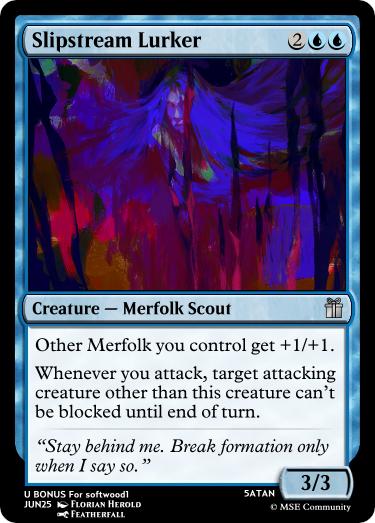 Slipstream Lurker 2
Creature — Merfolk Scout
Other Merfolk you control get +1/+1.
Whenever you attack, target attacking
creature other than this creature can't
be blocked until end of turn.
“Stay behind me. Break formation only
when I say so.”
3/3
U BONUS For softwood1 5ATAN
JUN25 Florian Herold © MSE Community
Featherfall